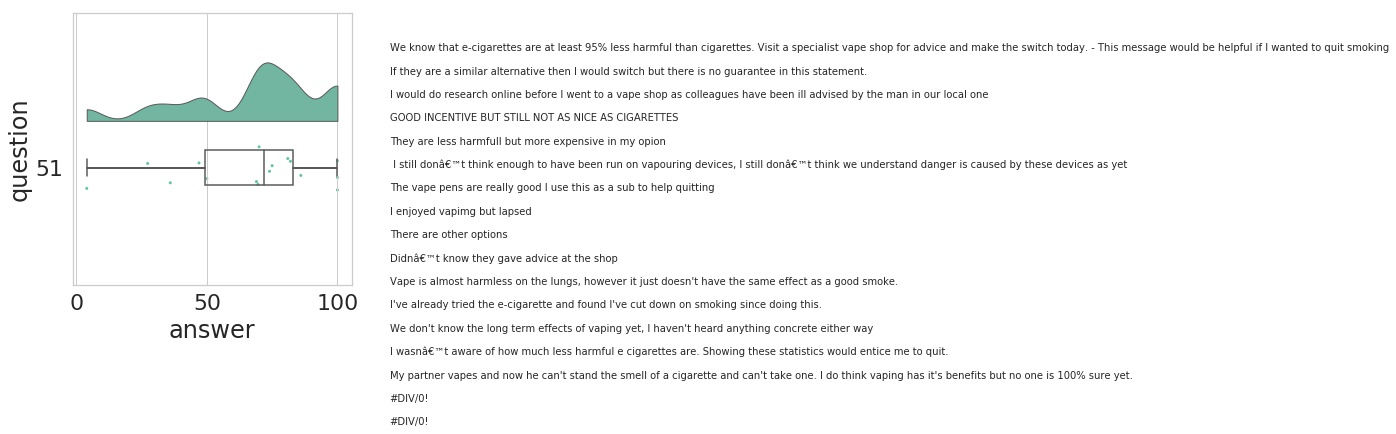 We know that e-cigarettes are at least 95% less harmful than cigarettes. Visit a specialist vape shop for advice and make the switch today. - This message would be helpful if I wanted to quit smoking
If they are a similar alternative then I would switch but there is no guarantee in this statement.
I would do research online before I went to a vape shop as colleagues have been ill advised by the man in our local one
GOOD INCENTIVE BUT STILL NOT AS NICE AS CIGARETTES
They are less harmfull but more expensive in my opion
I still donâ€™t think enough to have been run on vapouring devices, I still donâ€™t think we understand danger is caused by these devices as yet
The vape pens are really good I use this as a sub to help quitting
I enjoyed vapimg but lapsed
There are other options
Didnâ€™t know they gave advice at the shop
Vape is almost harmless on the lungs, however it just doesn't have the same effect as a good smoke.
I've already tried the e-cigarette and found I've cut down on smoking since doing this.
We don't know the long term effects of vaping yet, I haven't heard anything concrete either way
I wasnâ€™t aware of how much less harmful e cigarettes are. Showing these statistics would entice me to quit.
My partner vapes and now he can't stand the smell of a cigarette and can't take one. I do think vaping has it's benefits but no one is 100% sure yet.
#DIV/0!
#DIV/0!
question
51
0 50 100
answer